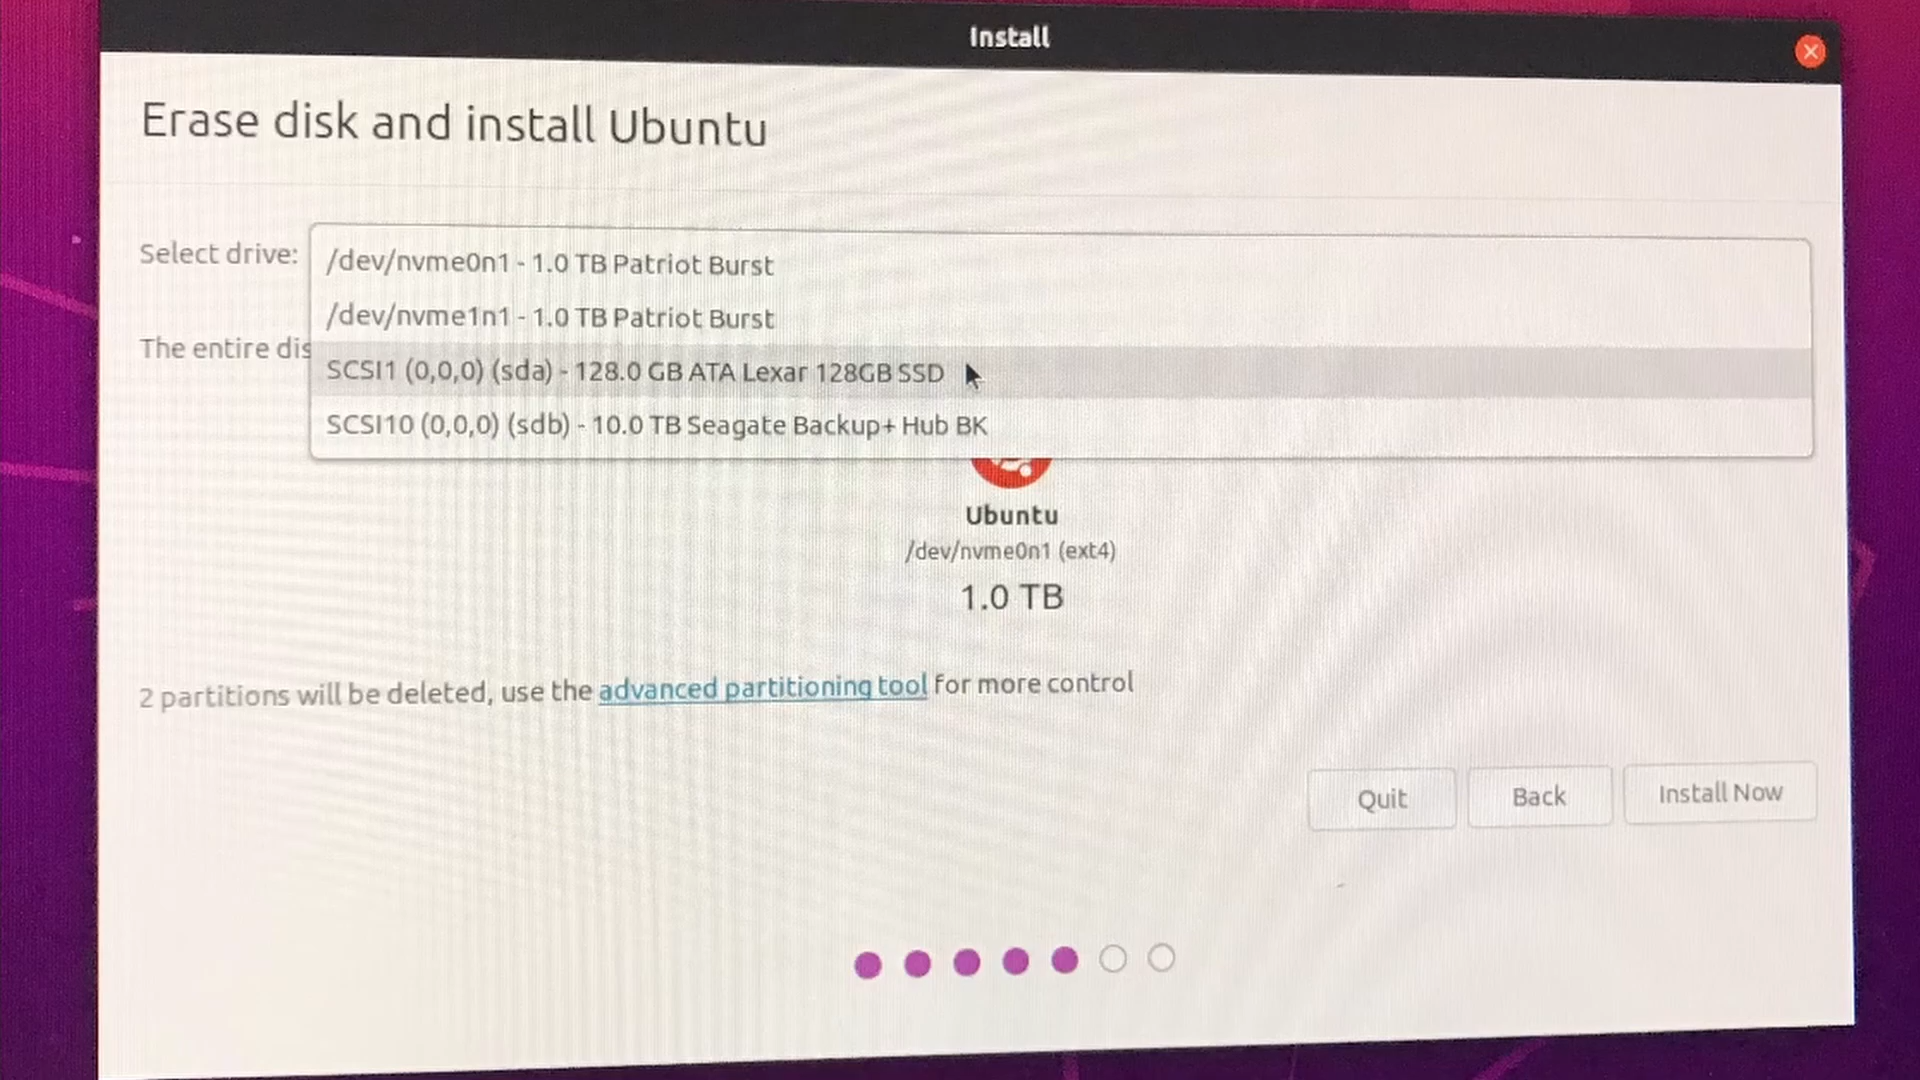 Install
Erase disk and install Ubuntu
Select drive:
/dev/nvme0n1 - 1.0 TB Patriot Burst
/dev/nvme1n1 - 1.0 TB Patriot Burst
The entire dis
SCSI1 (0,0,0) (sda) - 128.0 GB ATA Lexar 128GB SSD
SCSI10 (0,0,0) (sdb) - 10.0 TB Seagate Backup+ Hub BK
Ubuntu
/dev/nvme0n1 (ext4)
1.0 TB
2 partitions will be deleted, use the advanced partitioning tool for more control
Quit
Back
Install Now